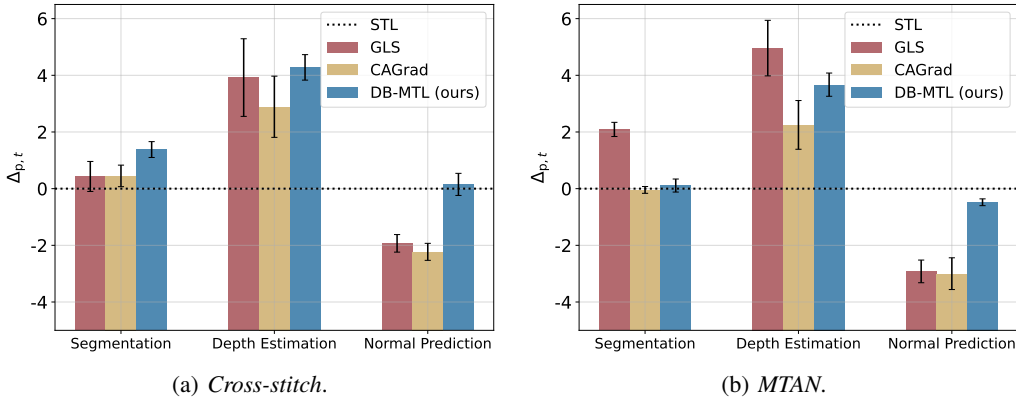 6
4
2
0
-2
-4
Δp,t
STL
GLS
CAGrad
DB-MTL (ours)
Segmentation Depth Estimation Normal Prediction
(a) Cross-stitch.
6
4
2
0
-2
-4
Δp,t
STL
GLS
CAGrad
DB-MTL (ours)
Segmentation Depth Estimation Normal Prediction
(b) MTAN.